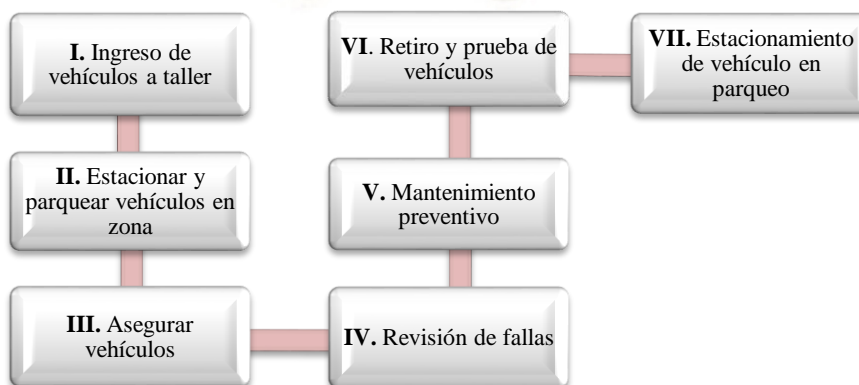 I. Ingreso de
vehículos a taller
II. Estacionar y
parquear vehículos en
zona
III. Asegurar
vehículos
IV. Revisión de fallas
V. Mantenimiento
preventivo
VI. Retiro y prueba de
vehículos
VII. Estacionamiento
de vehículo en
parqueo